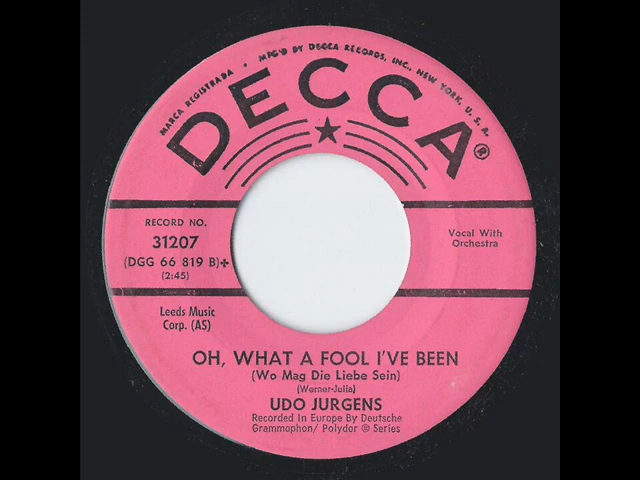 MARCA REGISTRADA • MFG'D BY DECCA RECORDS, INC., NEW YORK, U. S. A.
DECCA®
RECORD NO.
31207
(DGG 66 819 B)+
(2:45)
Vocal With
Orchestra
Leeds Music
Corp. (AS)
OH, WHAT A FOOL I'VE BEEN
(Wo Mag Die Liebe Sein)
(Werner-Julia)
UDO JURGENS
Recorded In Europe By Deutsche
Grammophon/ Polydor ® Series